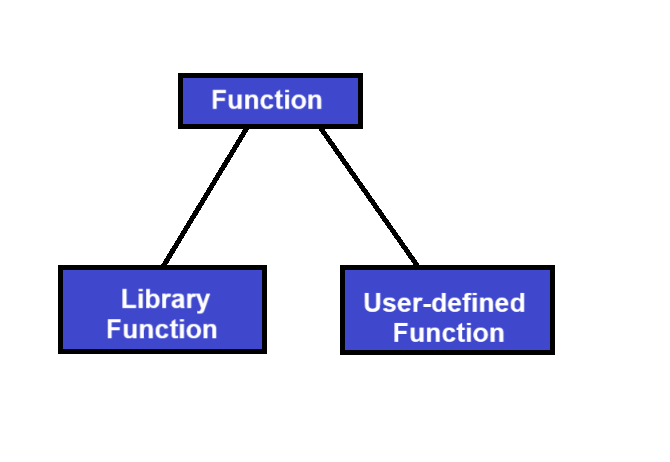 Function
Library
Function
User-defined
Function